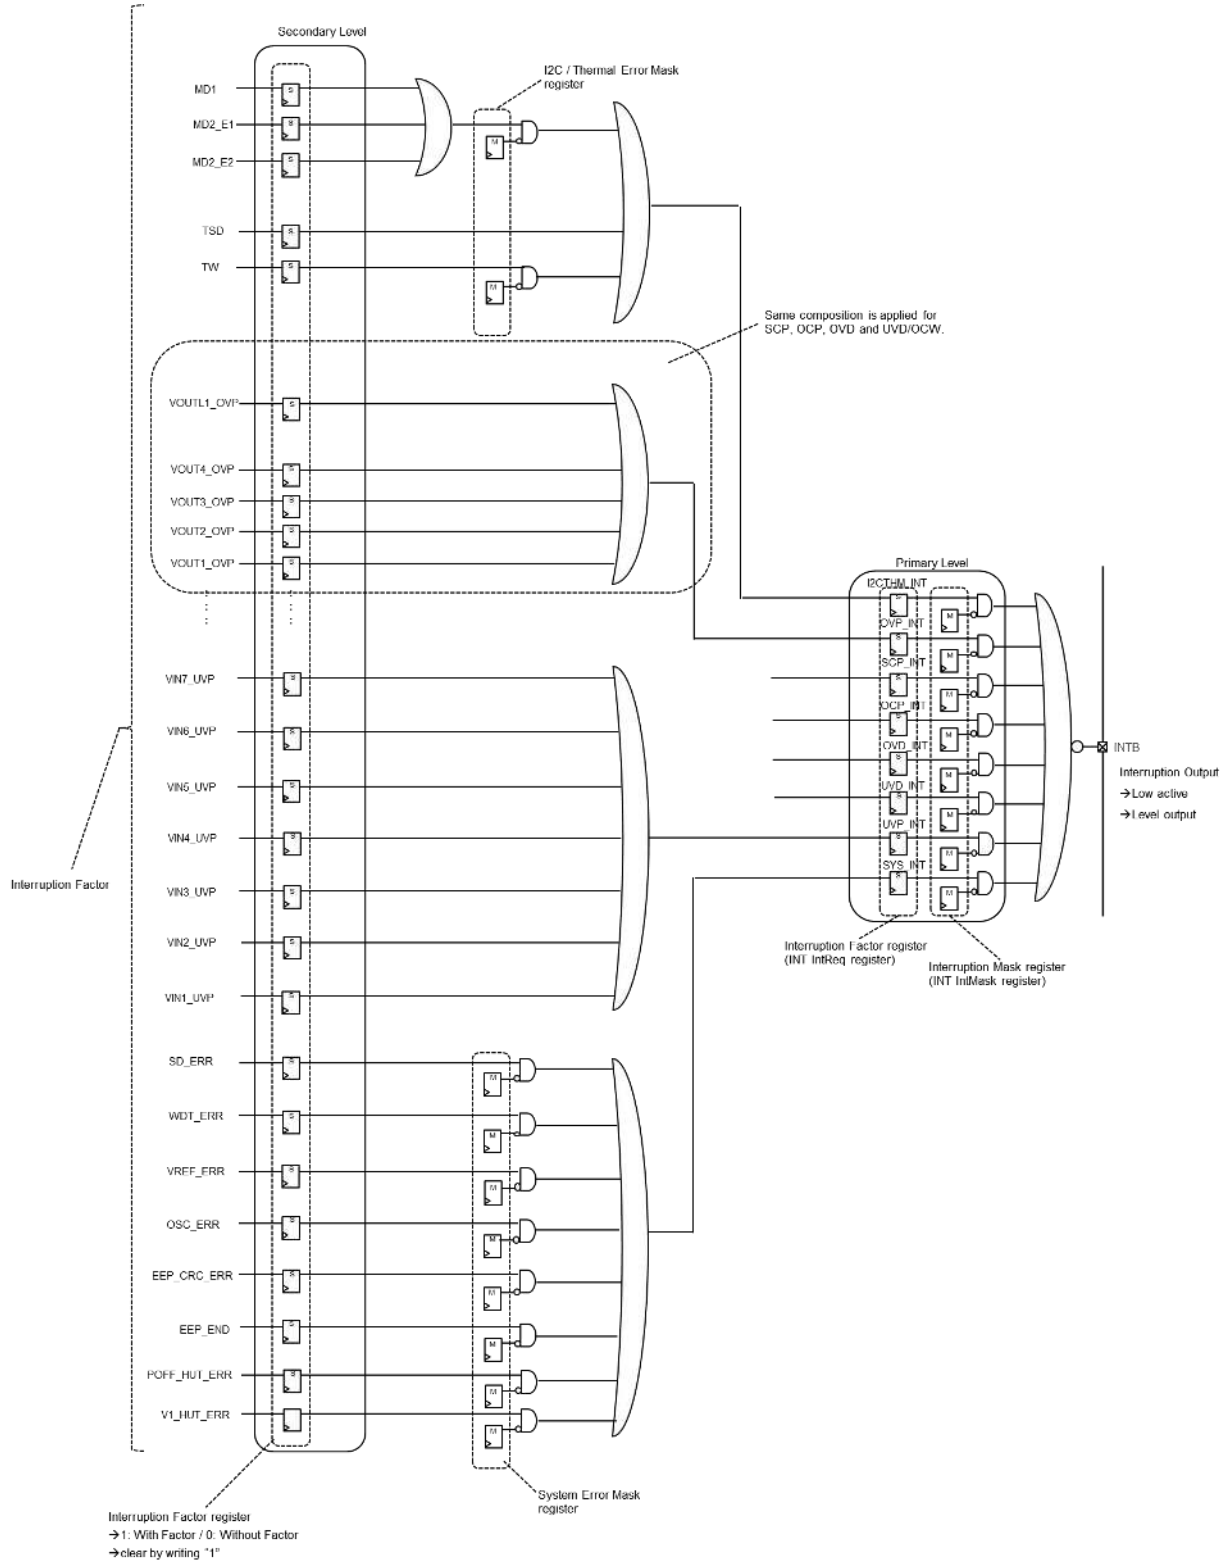 Secondary Level
I2C / Thermal Error Mask
register
MD1
S
MD2_E1
S
M
MD2_E2
S
TSD
S
TW
S
M
Same composition is applied for
SCP, OCP, OVD and UVD/OCW.
VOUTL1_OVP
S
VOUT4_OVP
S
VOUT3_OVP
S
VOUT2_OVP
S
VOUT1_OVP
S
Primary Level
I2CTHM_INT
S
M
OVP_INT
S
M
SCP_INT
S
M
OCP_INT
S
M
OVD_INT
S
M
UVD_INT
S
M
UVP_INT
S
M
SYS_INT
S
M
INTB
Interruption Output
→Low active
→Level output
VIN7_UVP
S
VIN6_UVP
S
VIN5_UVP
S
VIN4_UVP
S
Interruption Factor
VIN3_UVP
S
VIN2_UVP
S
Interruption Factor register
(INT IntReq register)
Interruption Mask register
(INT IntMask register)
VIN1_UVP
S
SD_ERR
S
M
WDT_ERR
S
M
VREF_ERR
S
M
OSC_ERR
S
M
EEP_CRC_ERR
S
M
EEP_END
S
M
POFF_HUT_ERR
S
M
V1_HUT_ERR
M
System Error Mask
register
Interruption Factor register
→1: With Factor / 0: Without Factor
→clear by writing "1"